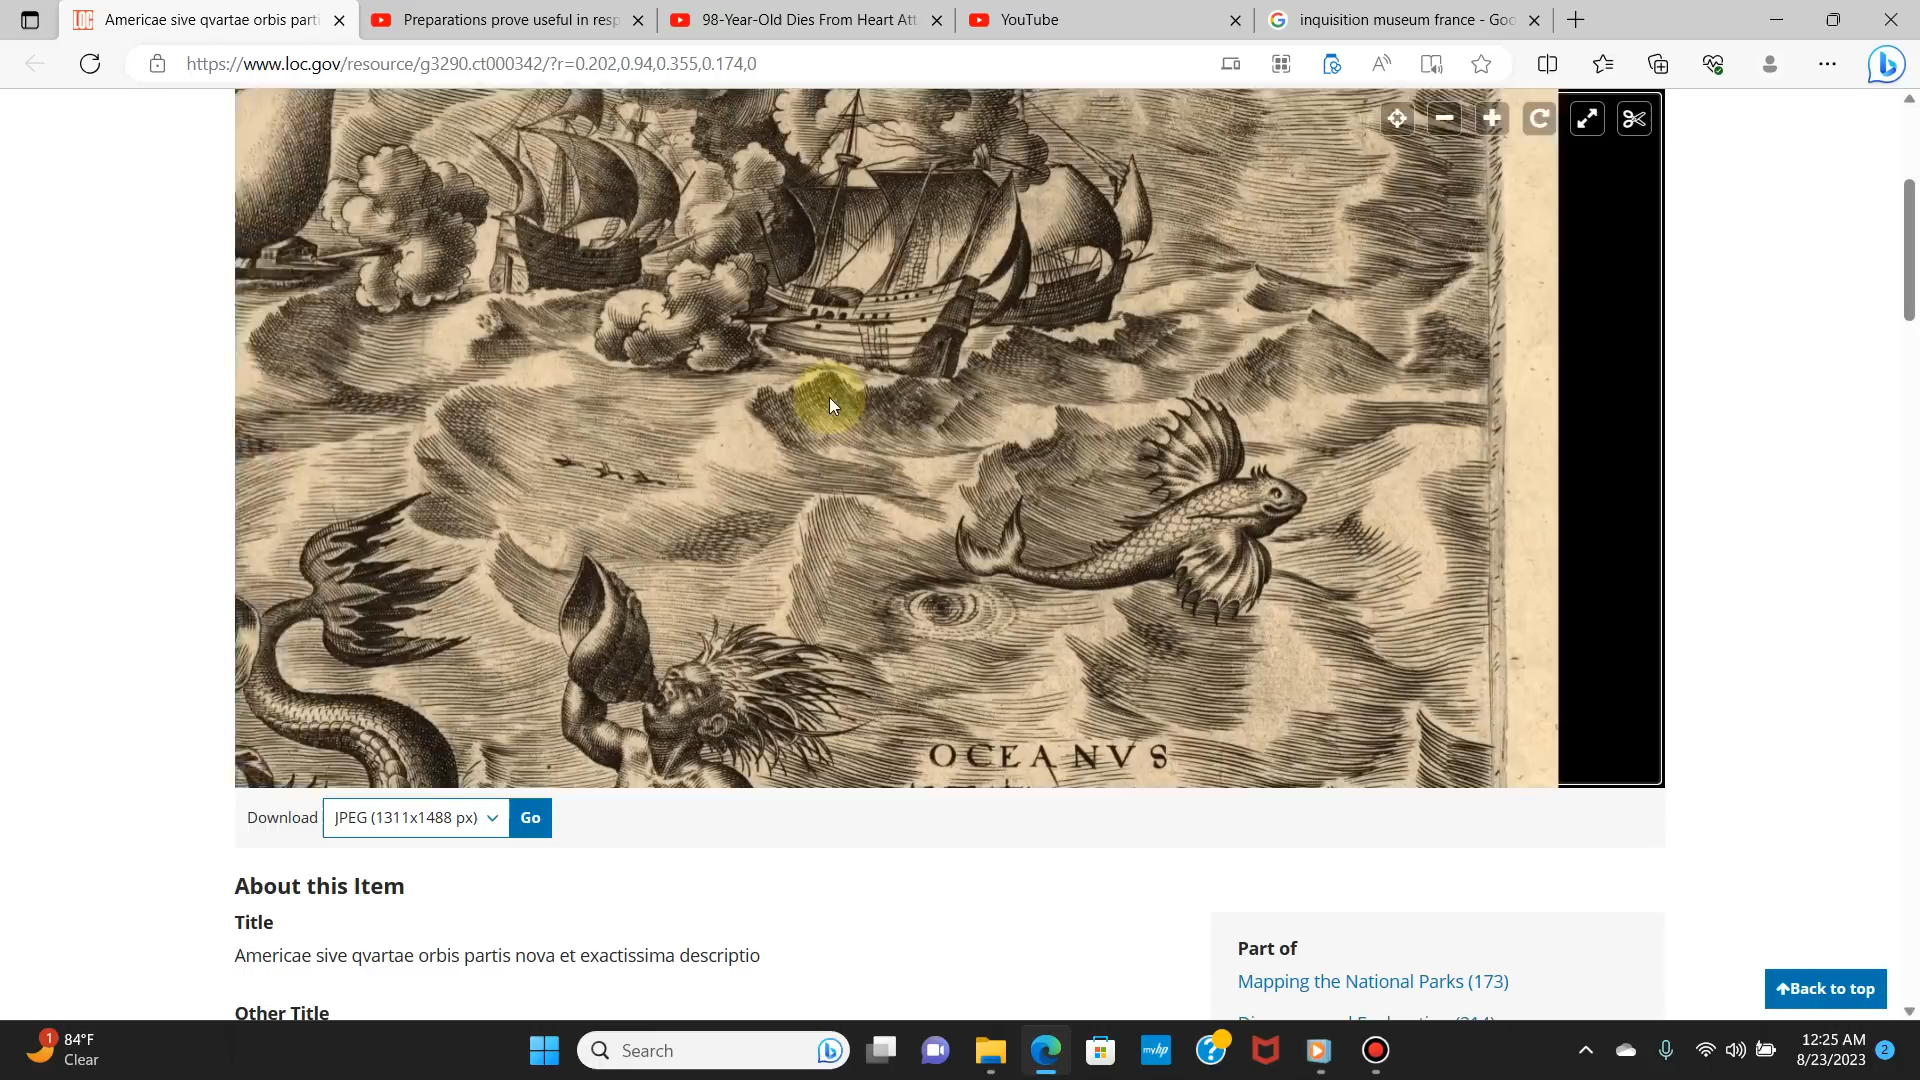 Americae sive qvartae orbis parti
Preparations prove useful in resp
98-Year-Old Dies From Heart Att
YouTube
inquisition museum france - Goo
https://www.loc.gov/resource/g3290.ct000342/?r=0.202,0.94,0.355,0.174,0
OCEANVS
Download
JPEG (1311x1488 px)
Go
About this Item
Title
Americae sive qvartae orbis partis nova et exactissima descriptio
Other Title
Part of
Mapping the National Parks (173)
Back to top
1
84°F
Clear
Search
myhp
12:25 AM
8/23/2023
2